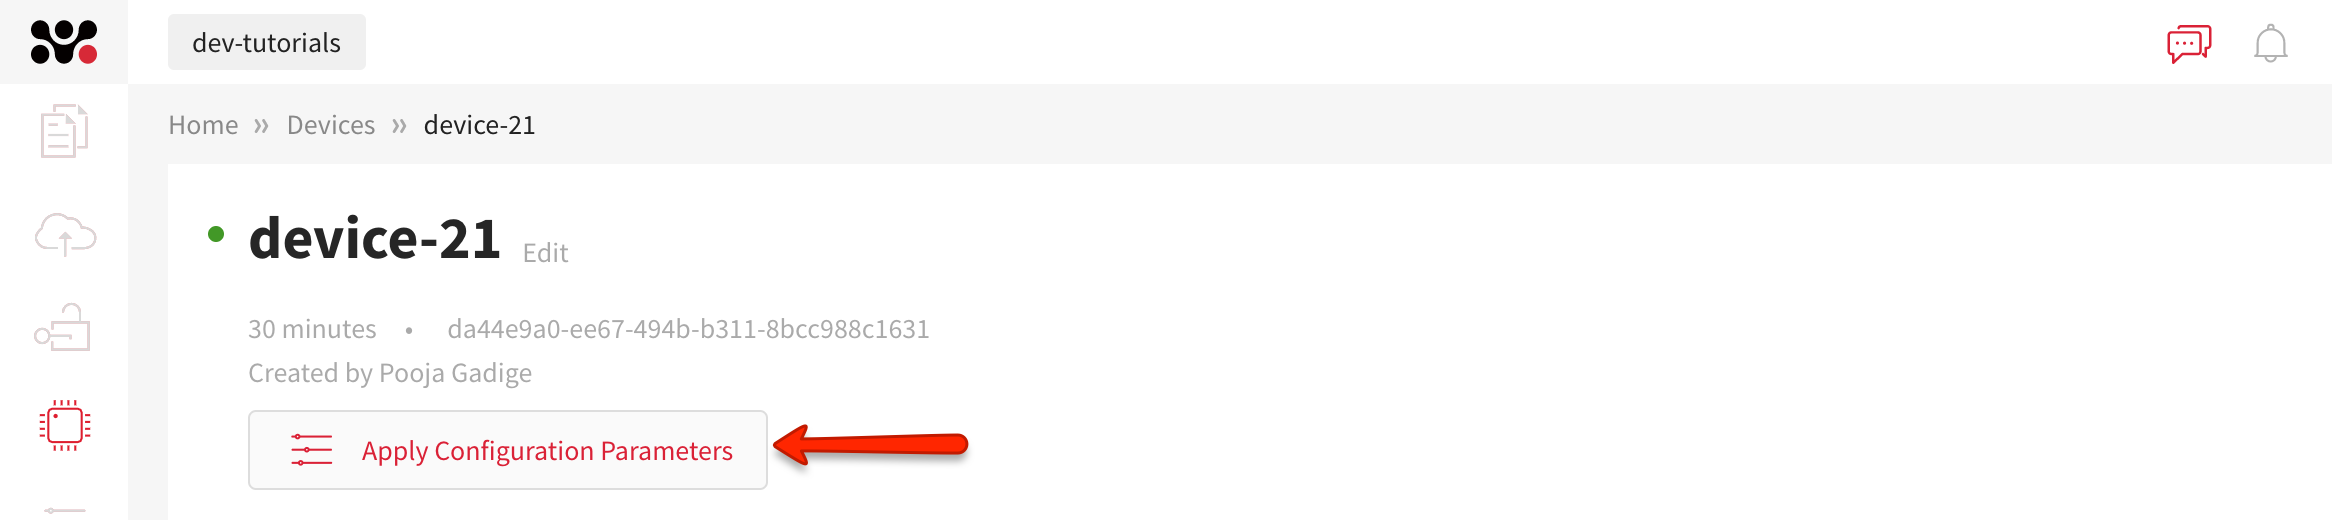 dev-tutorials
Home » Devices » device-21
device-21 Edit
30 minutes • da44e9a0-ee67-494b-b311-8bcc988c1631
Created by Pooja Gadige
Apply Configuration Parameters